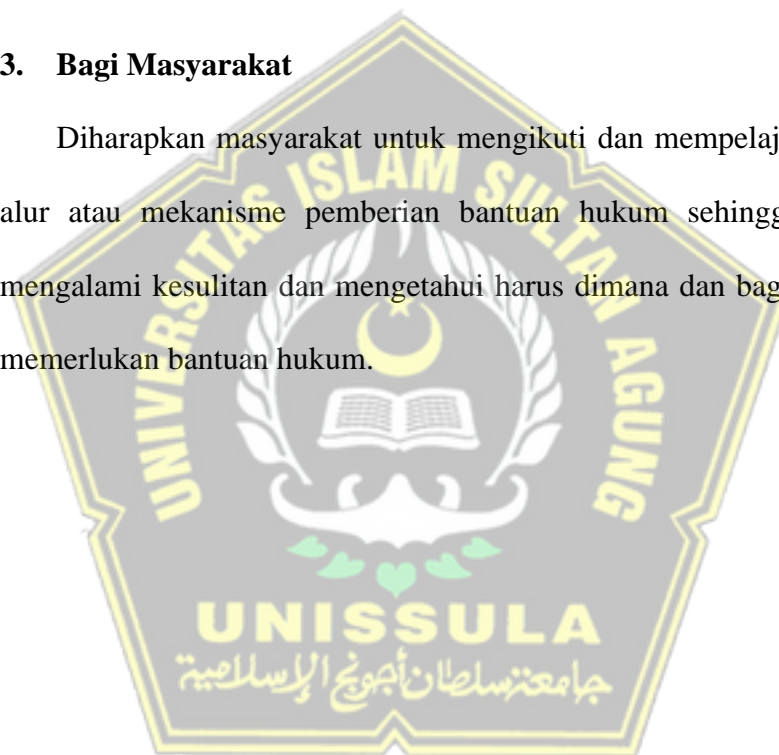 3. Bagi Masyarakat
Diharapkan masyarakat untuk mengikuti dan mempelaj
alur atau mekanisme pemberian bantuan hukum sehingg
mengalami kesulitan dan mengetahui harus dimana dan bag
memerlukan bantuan hukum.
UNIVERSITAS ISLAM SULTAN AGUNG
UNISSULA
جامعة سلطان أجونج الإسلامية